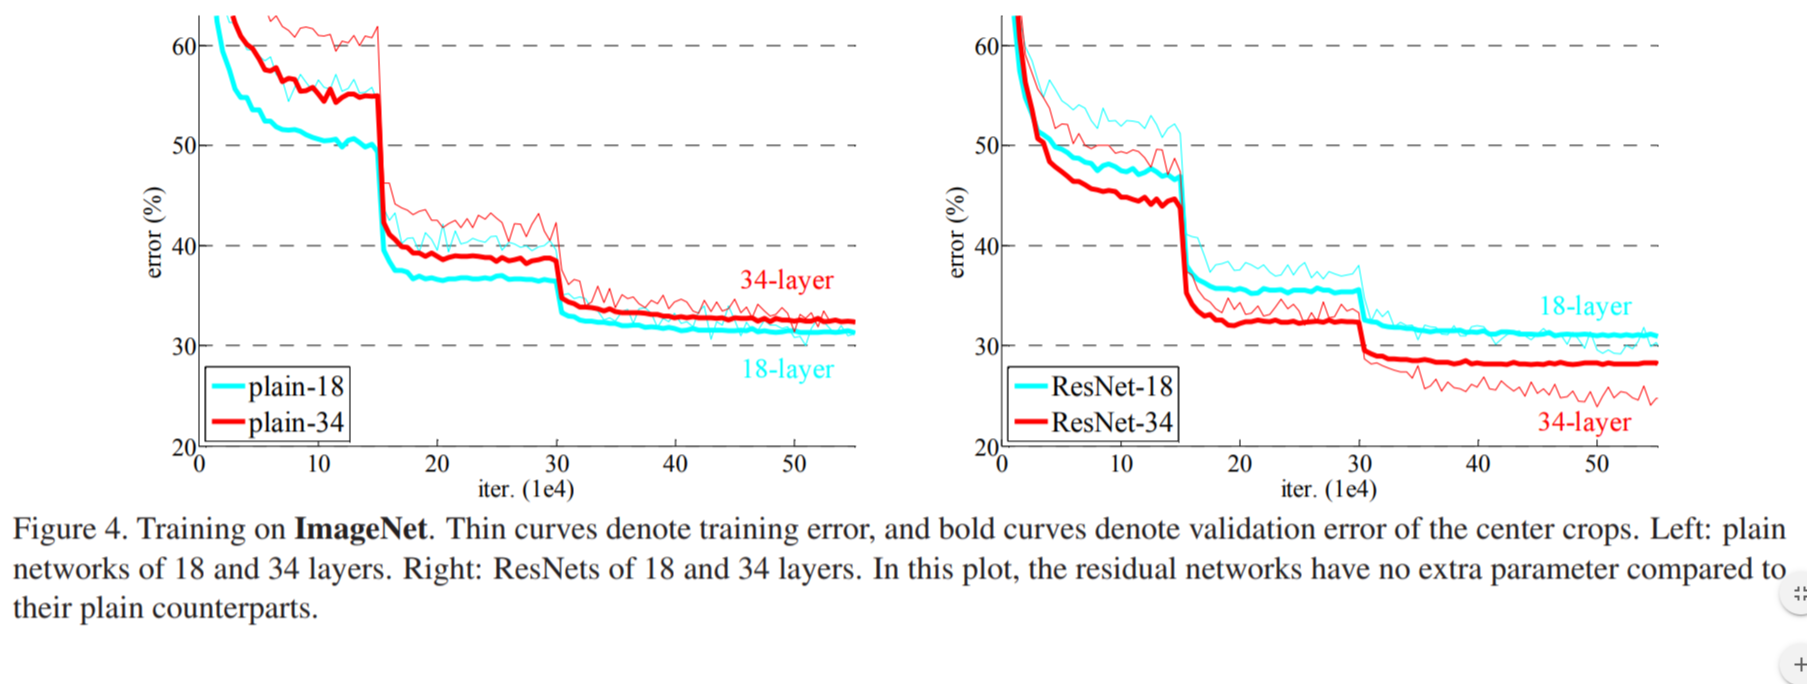 60
50
40
30
20
error (%)
34-layer
18-layer
plain-18
plain-34
0 10 20 30 40 50
iter. (1e4)
60
50
40
30
20
error (%)
18-layer
34-layer
ResNet-18
ResNet-34
0 10 20 30 40 50
iter. (1e4)
Figure 4. Training on ImageNet. Thin curves denote training error, and bold curves denote validation error of the center crops. Left: plain
networks of 18 and 34 layers. Right: ResNets of 18 and 34 layers. In this plot, the residual networks have no extra parameter compared to
their plain counterparts.